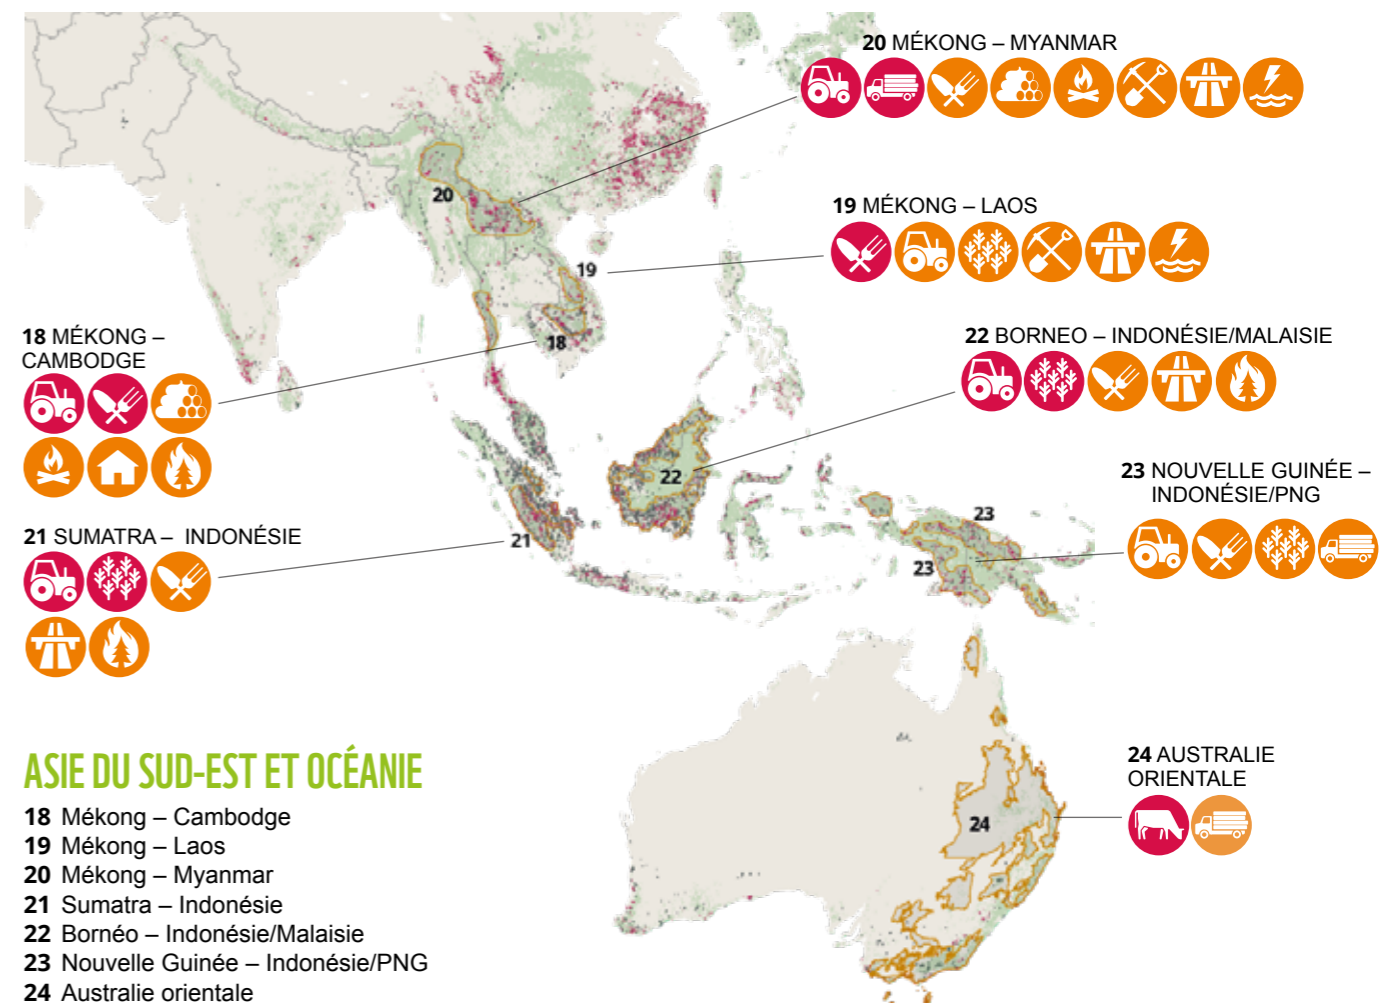 20 MÉKONG – MYANMAR
20
19 MÉKONG – LAOS
19
18 MÉKONG –
CAMBODGE
18
22 BORNEO – INDONÉSIE/MALAISIE
22
23 NOUVELLE GUINÉE –
INDONÉSIE/PNG
23
23
21 SUMATRA – INDONÉSIE
21
24 AUSTRALIE
ORIENTALE
24
ASIE DU SUD-EST ET OCÉANIE
18 Mékong – Cambodge
19 Mékong – Laos
20 Mékong – Myanmar
21 Sumatra – Indonésie
22 Bornéo – Indonésie/Malaisie
23 Nouvelle Guinée – Indonésie/PNG
24 Australie orientale